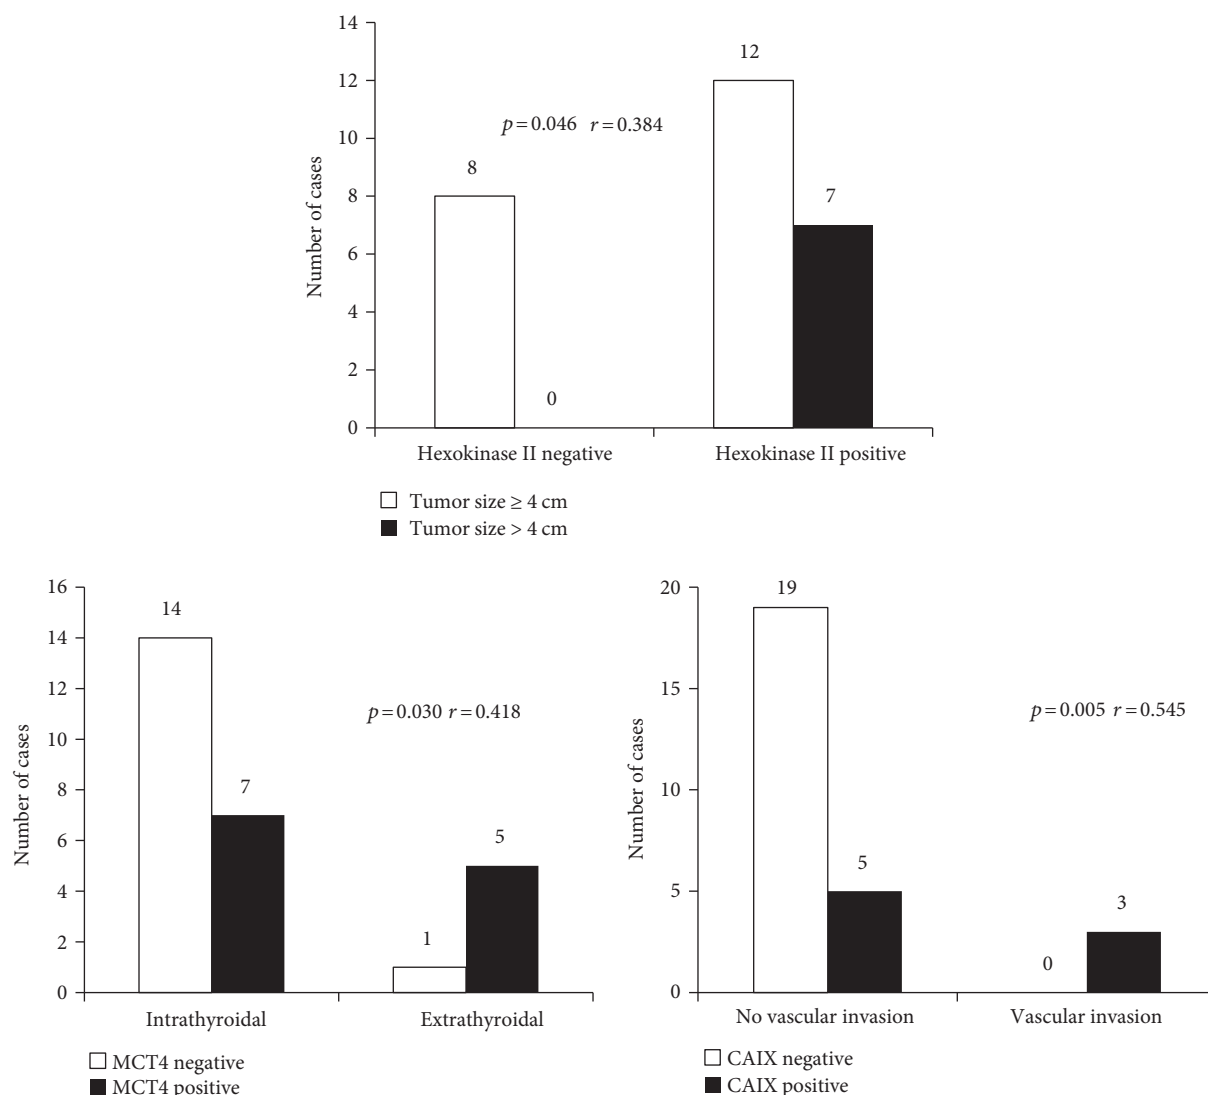 14
12
10
8
6
4
2
0
Number of cases
8
0
12
7
p = 0.046 r = 0.384
Hexokinase II negative
Hexokinase II positive
Tumor size ≥ 4 cm
Tumor size > 4 cm
16
14
12
10
8
6
4
2
0
Number of cases
14
7
1
5
p = 0.030 r = 0.418
Intrathyroidal
Extrathyroidal
MCT4 negative
MCT4 positive
20
15
10
5
0
Number of cases
19
5
0
3
p = 0.005 r = 0.545
No vascular invasion
Vascular invasion
CAIX negative
CAIX positive